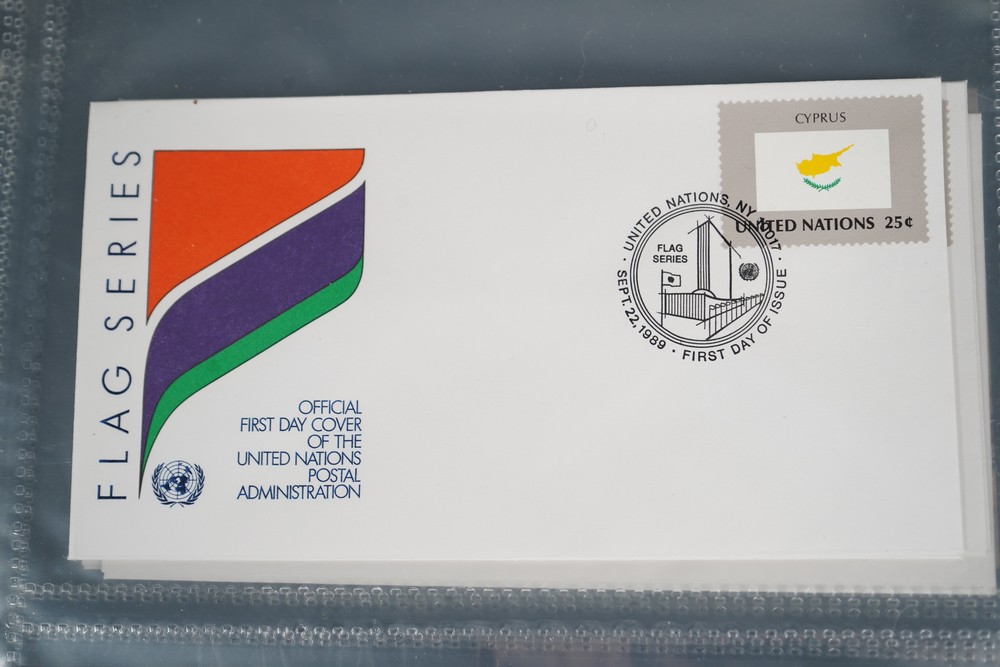 FLAG SERIES
OFFICIAL
FIRST DAY COVER
OF THE
UNITED NATIONS
POSTAL
ADMINISTRATION
CYPRUS
UNITED NATIONS 25¢
UNITED NATIONS, NY 10017
FLAG
SERIES
SEPT. 22, 1989 · FIRST DAY OF ISSUE